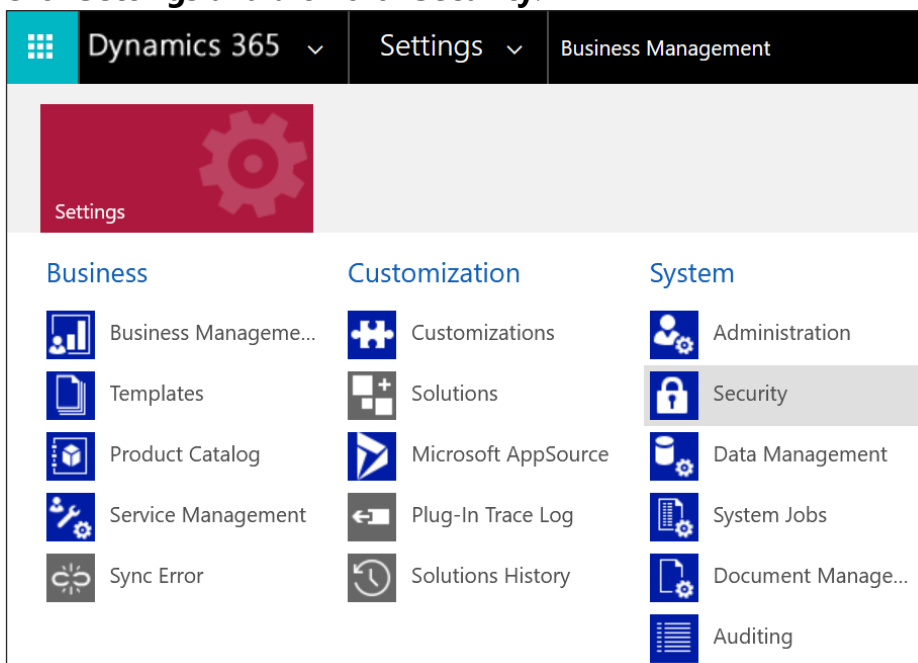 Dynamics 365
Settings
Business Management
Settings
Business
Business Manageme...
Templates
Product Catalog
Service Management
Sync Error
Customization
Customizations
Solutions
Microsoft AppSource
Plug-In Trace Log
Solutions History
System
Administration
Security
Data Management
System Jobs
Document Manage...
Auditing